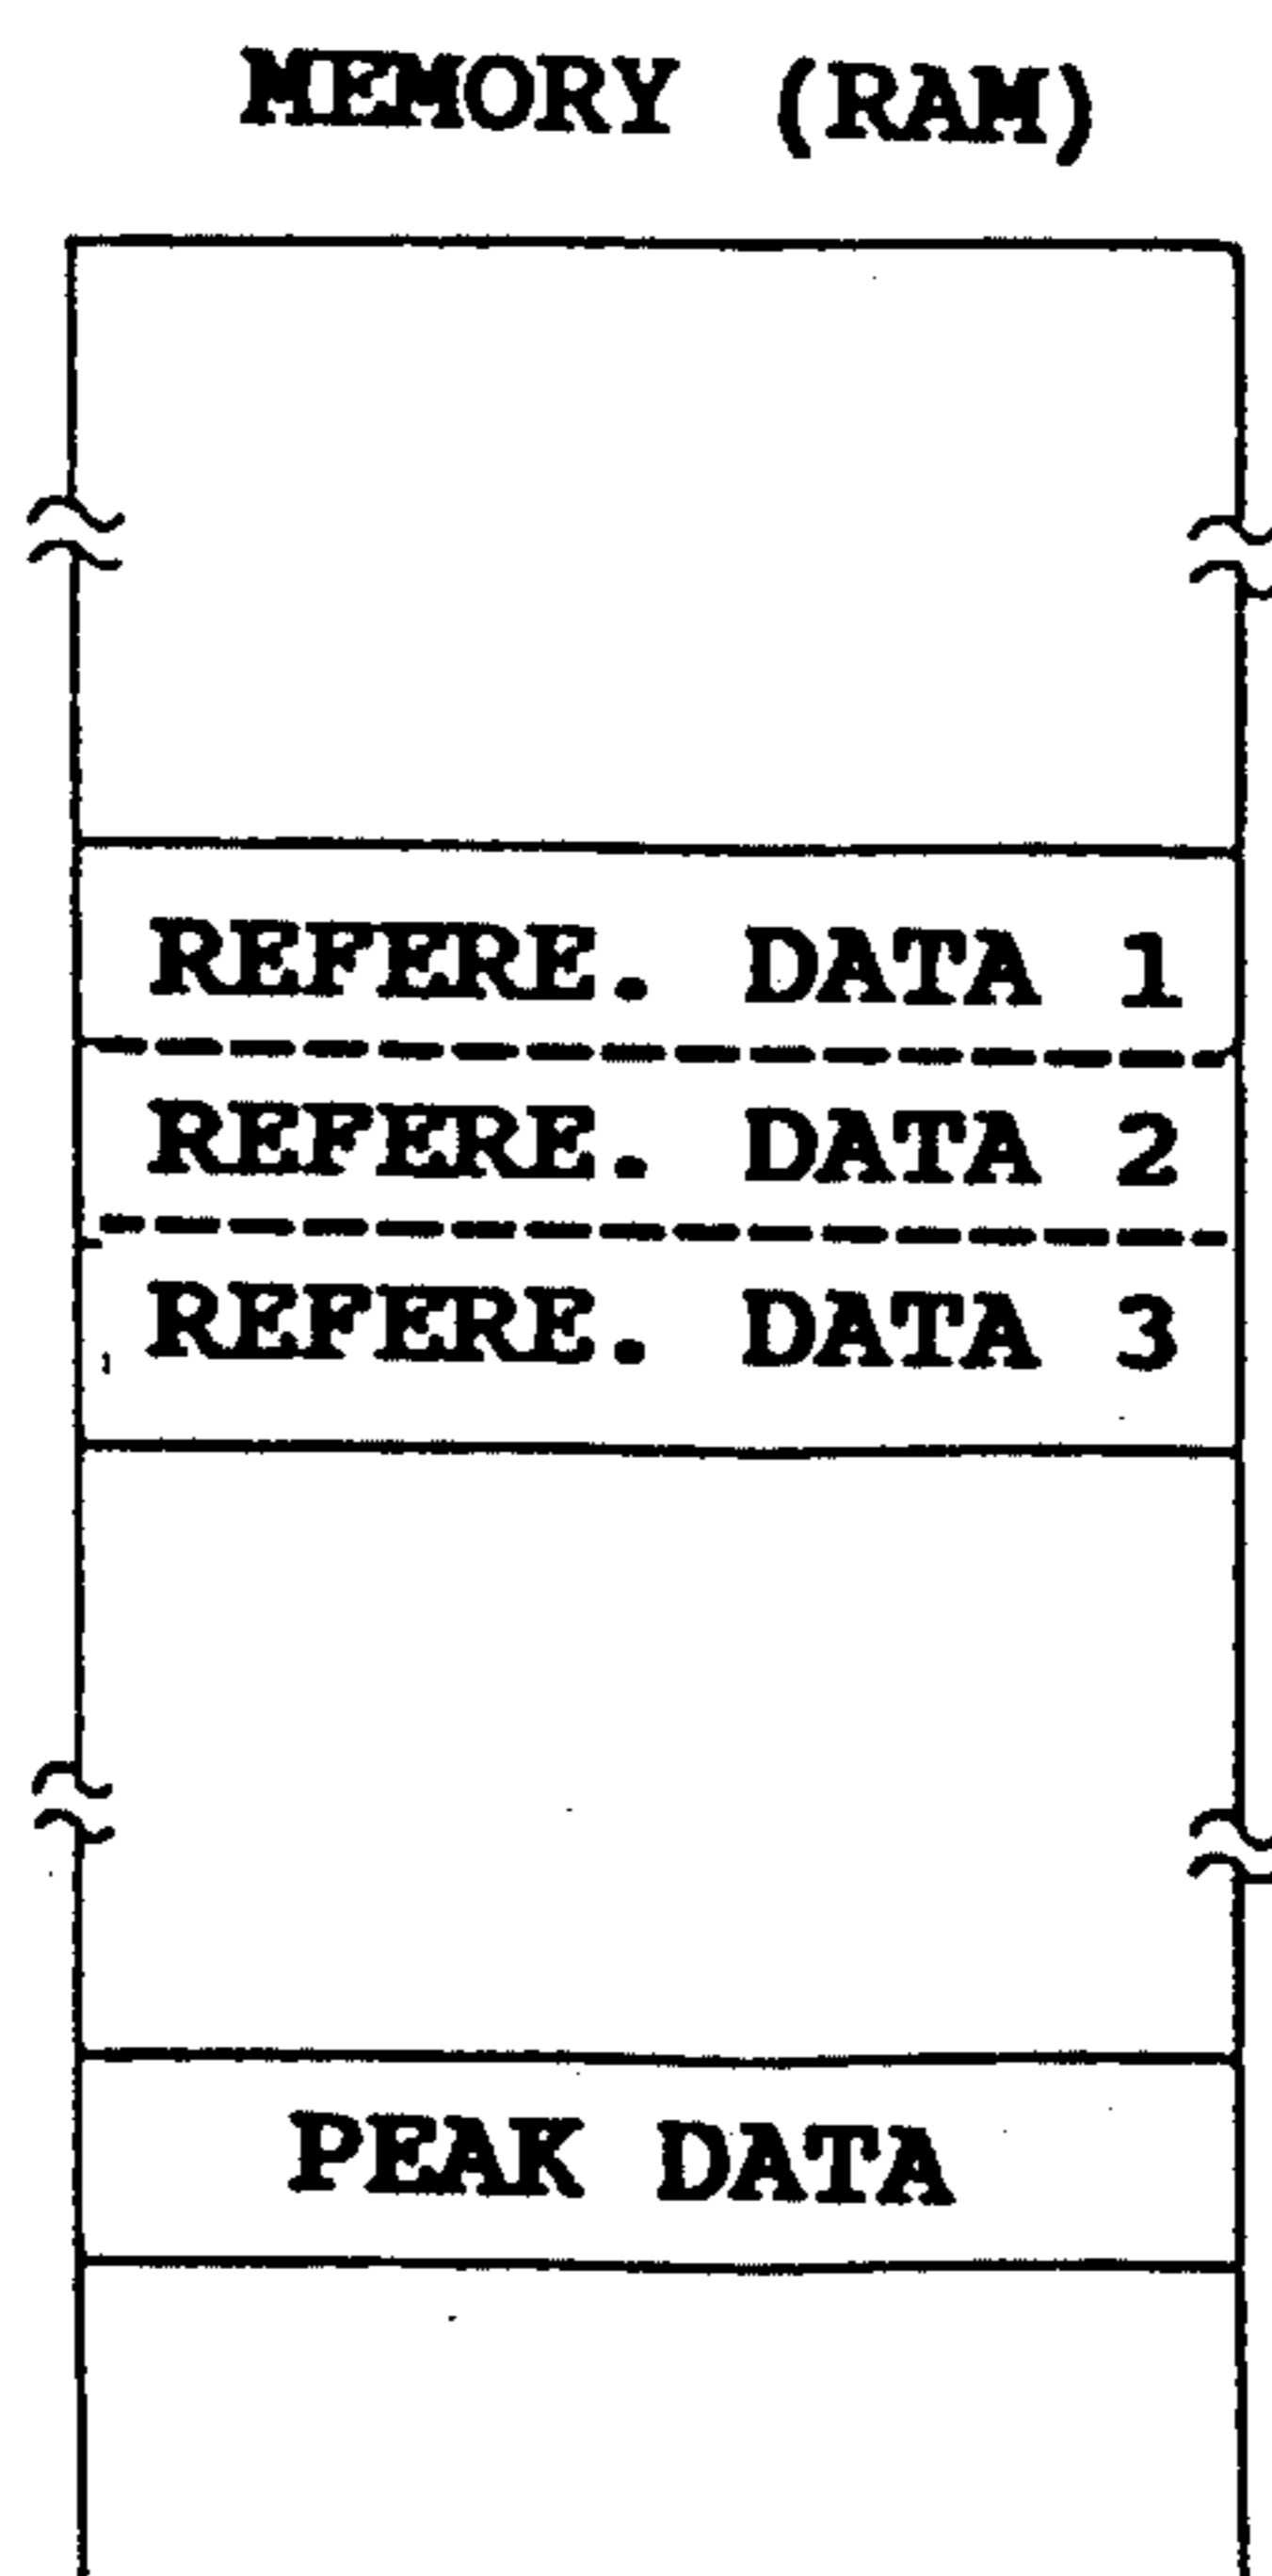 MEMORY (RAM)
REFERE. DATA 1
REFERE. DATA 2
REFERE. DATA 3
PEAK DATA